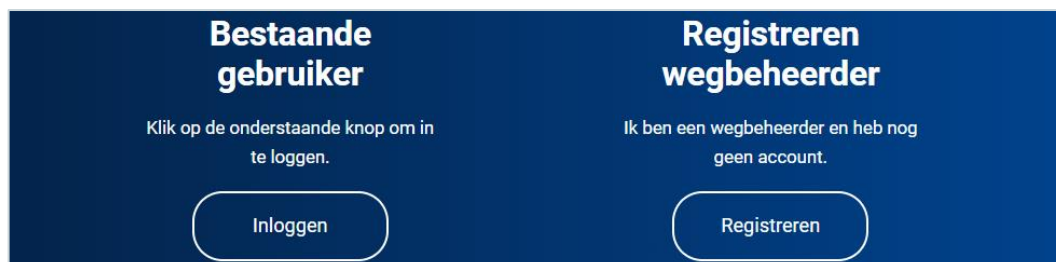 Bestaande
gebruiker
Klik op de onderstaande knop om in
te loggen.
Inloggen
Registreren
wegbeheerder
Ik ben een wegbeheerder en heb nog
geen account.
Registreren